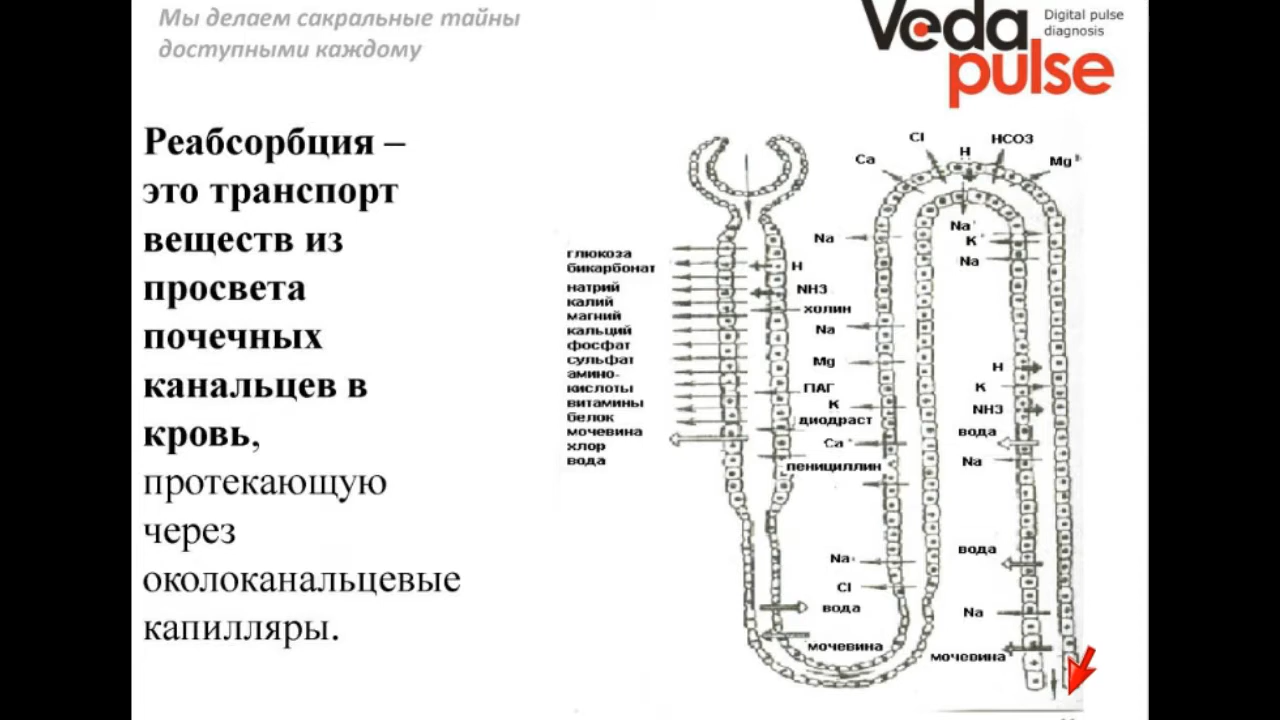 Мы делаем сакральные тайны
доступными каждому
Veda
pulse
Digital pulse
diagnosis
Реабсорбция –
это транспорт
веществ из
просвета
почечных
канальцев в
кровь,
протекающую
через
околоканальцевые
капилляры.
глюкоза
бикарбонат
натрий
калий
магний
кальций
фосфат
сульфат
амино-
кислоты
витамины
белок
мочевина
хлор
вода
H
NH3
холин
Na
Na
Mg
ПАГ
К
диодраст
Ca
пенициллин
Na
Cl
вода
мочевина
Ca
Cl
H
HCO3
Mg
Na
К
Na
H
К
NH3
вода
Na
вода
Na
мочевина